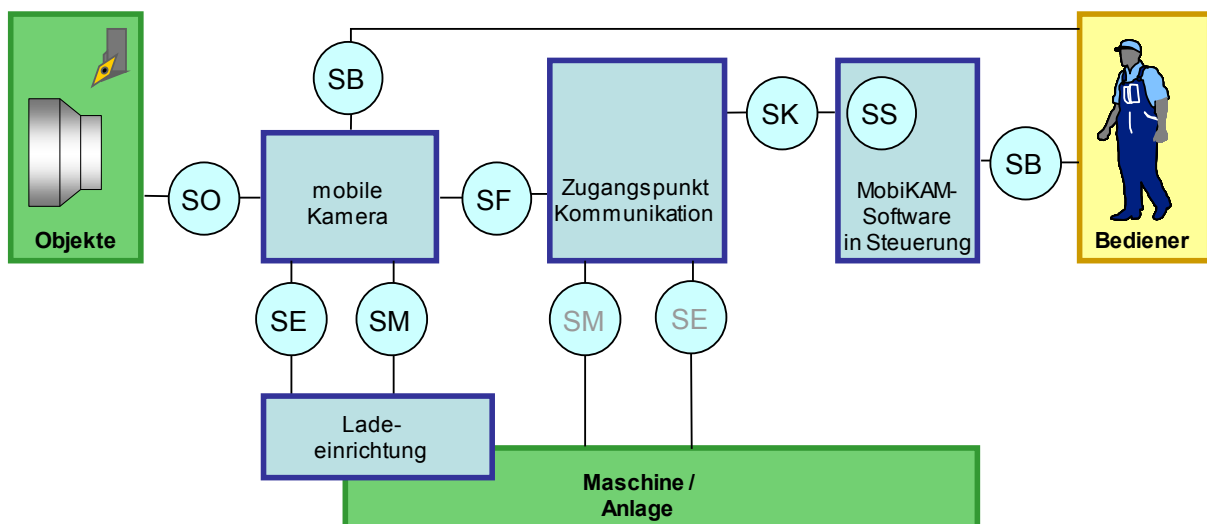 SB
SK
SS
SO
mobile
Kamera
SF
Zugangspunkt
Kommunikation
MobiKAM-
Software
in Steuerung
SB
Objekte
Bediener
SE
SM
SM
SE
Lade-
einrichtung
Maschine /
Anlage